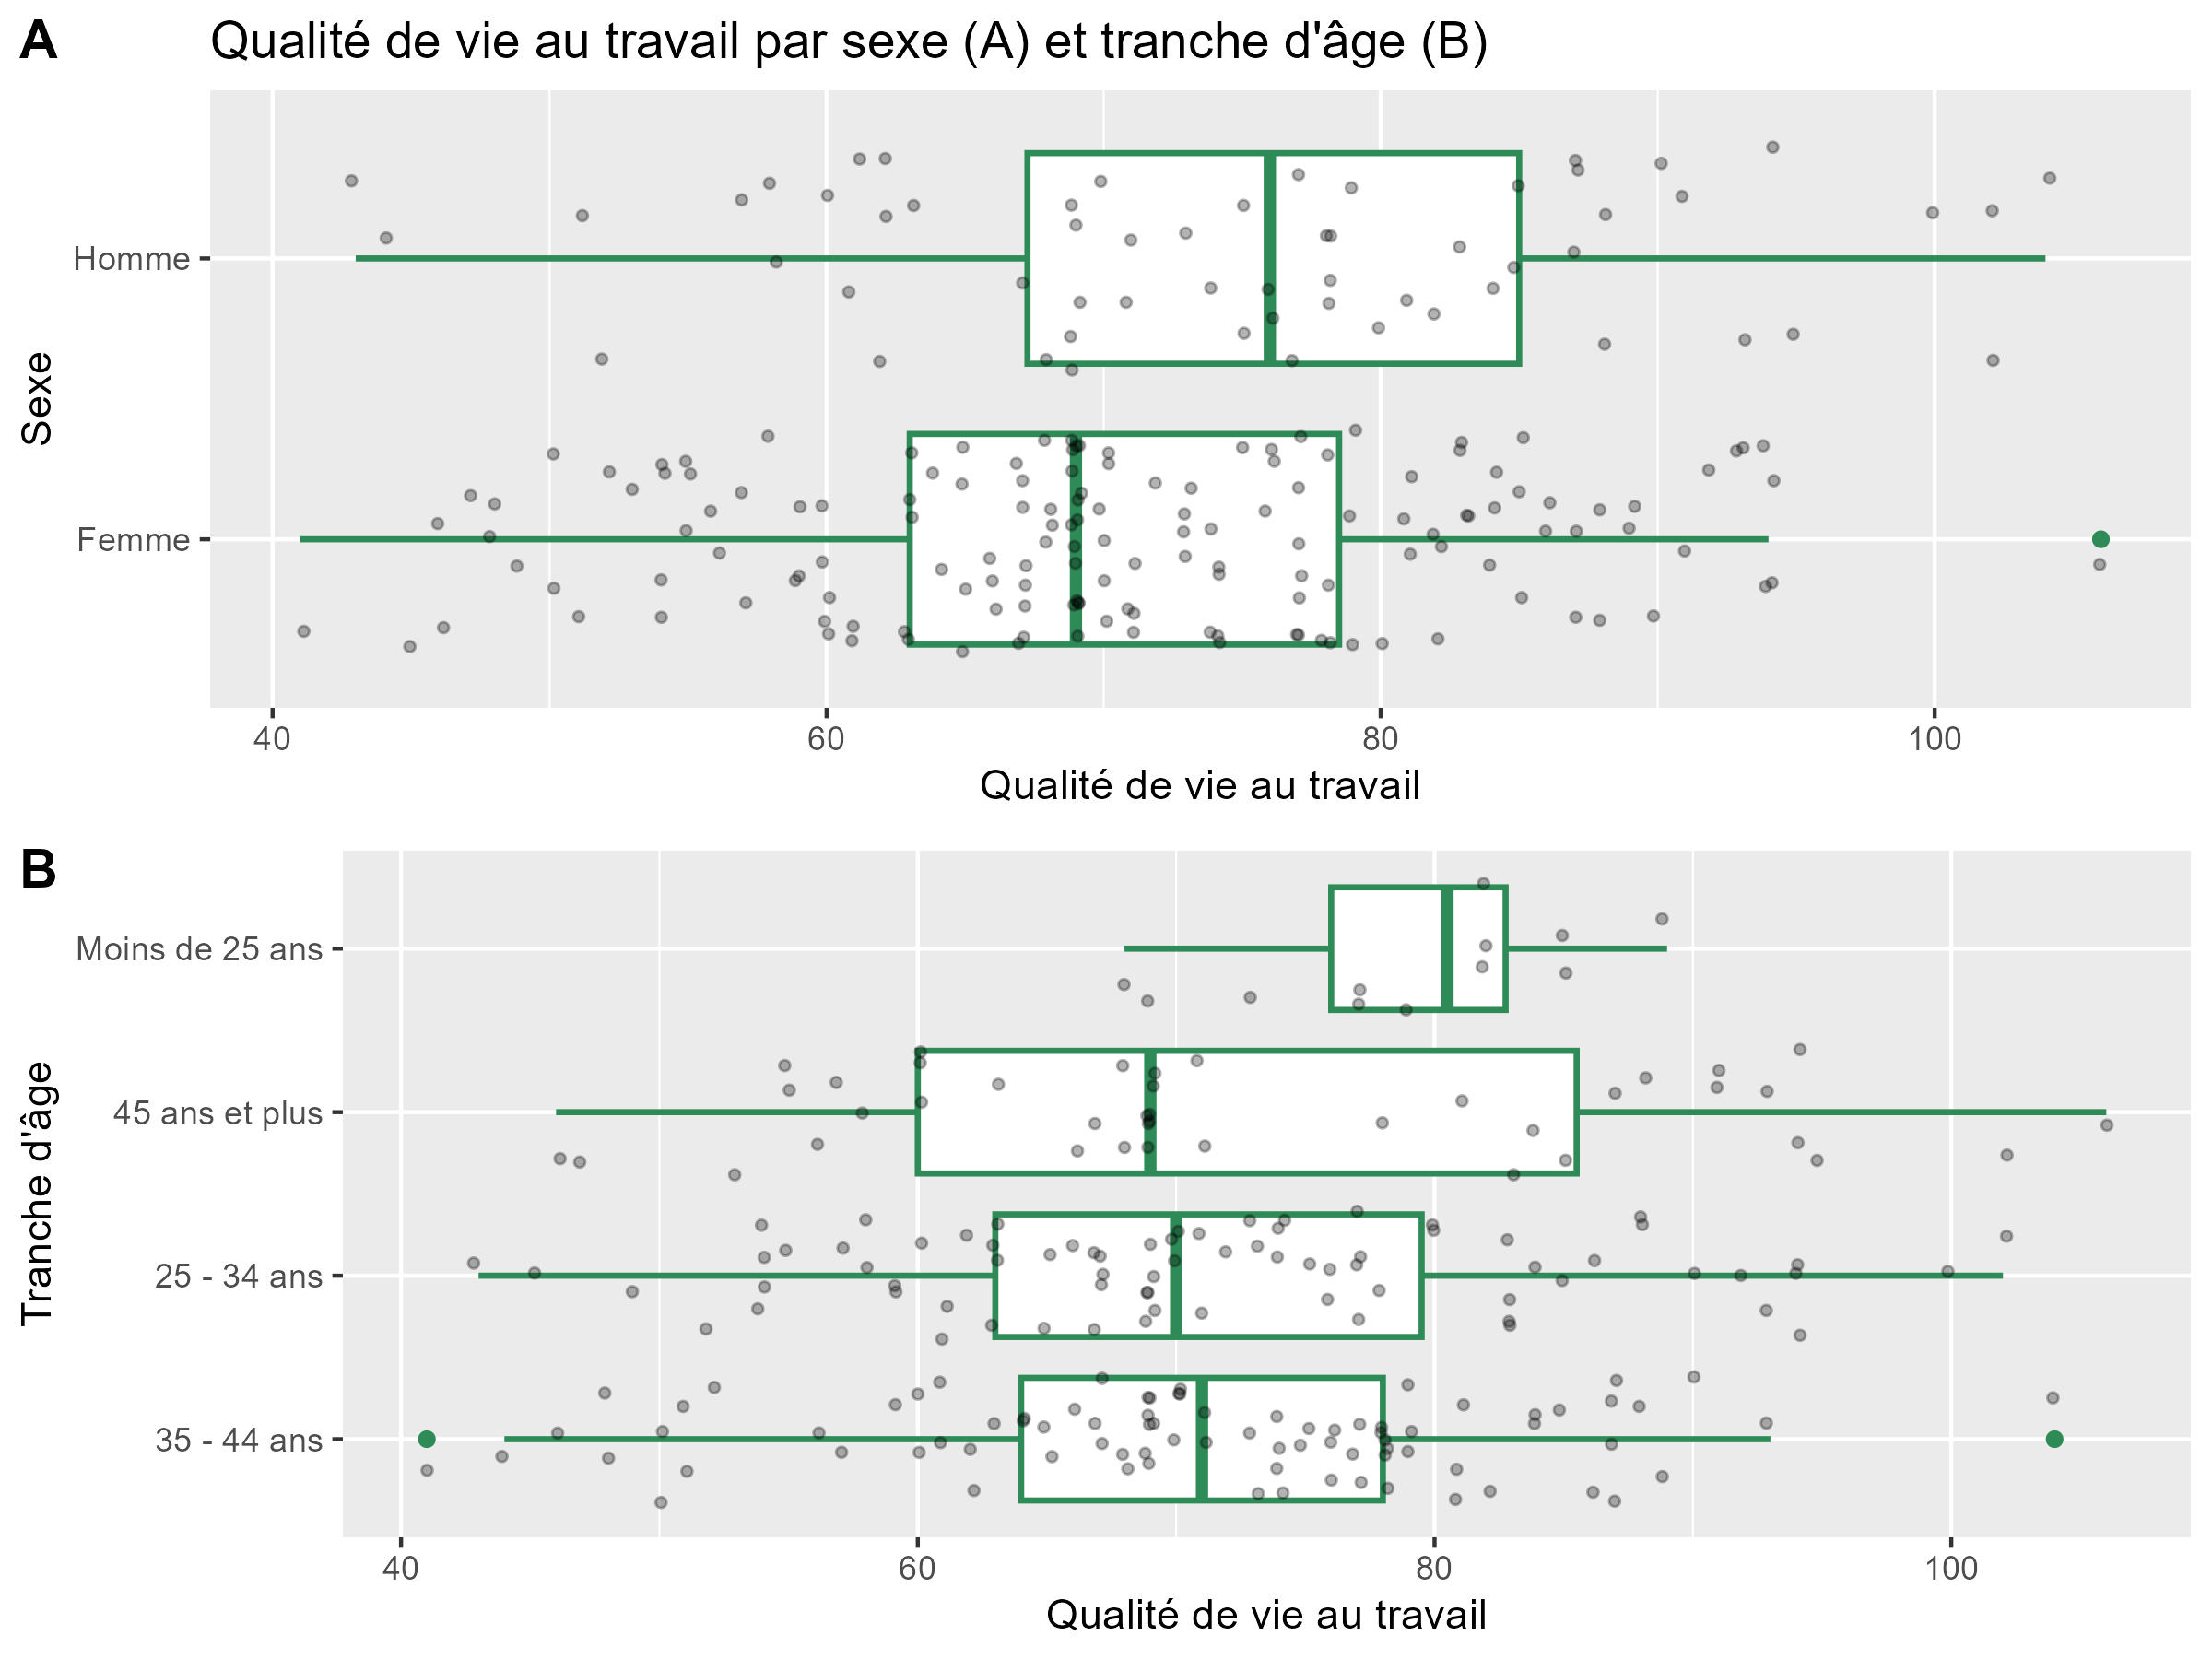 A
Qualité de vie au travail par sexe (A) et tranche d'âge (B)
Sexe
Homme
Femme
40 60 80 100
Qualité de vie au travail
B
Tranche d'âge
Moins de 25 ans
45 ans et plus
25 - 34 ans
35 - 44 ans
40 60 80 100
Qualité de vie au travail